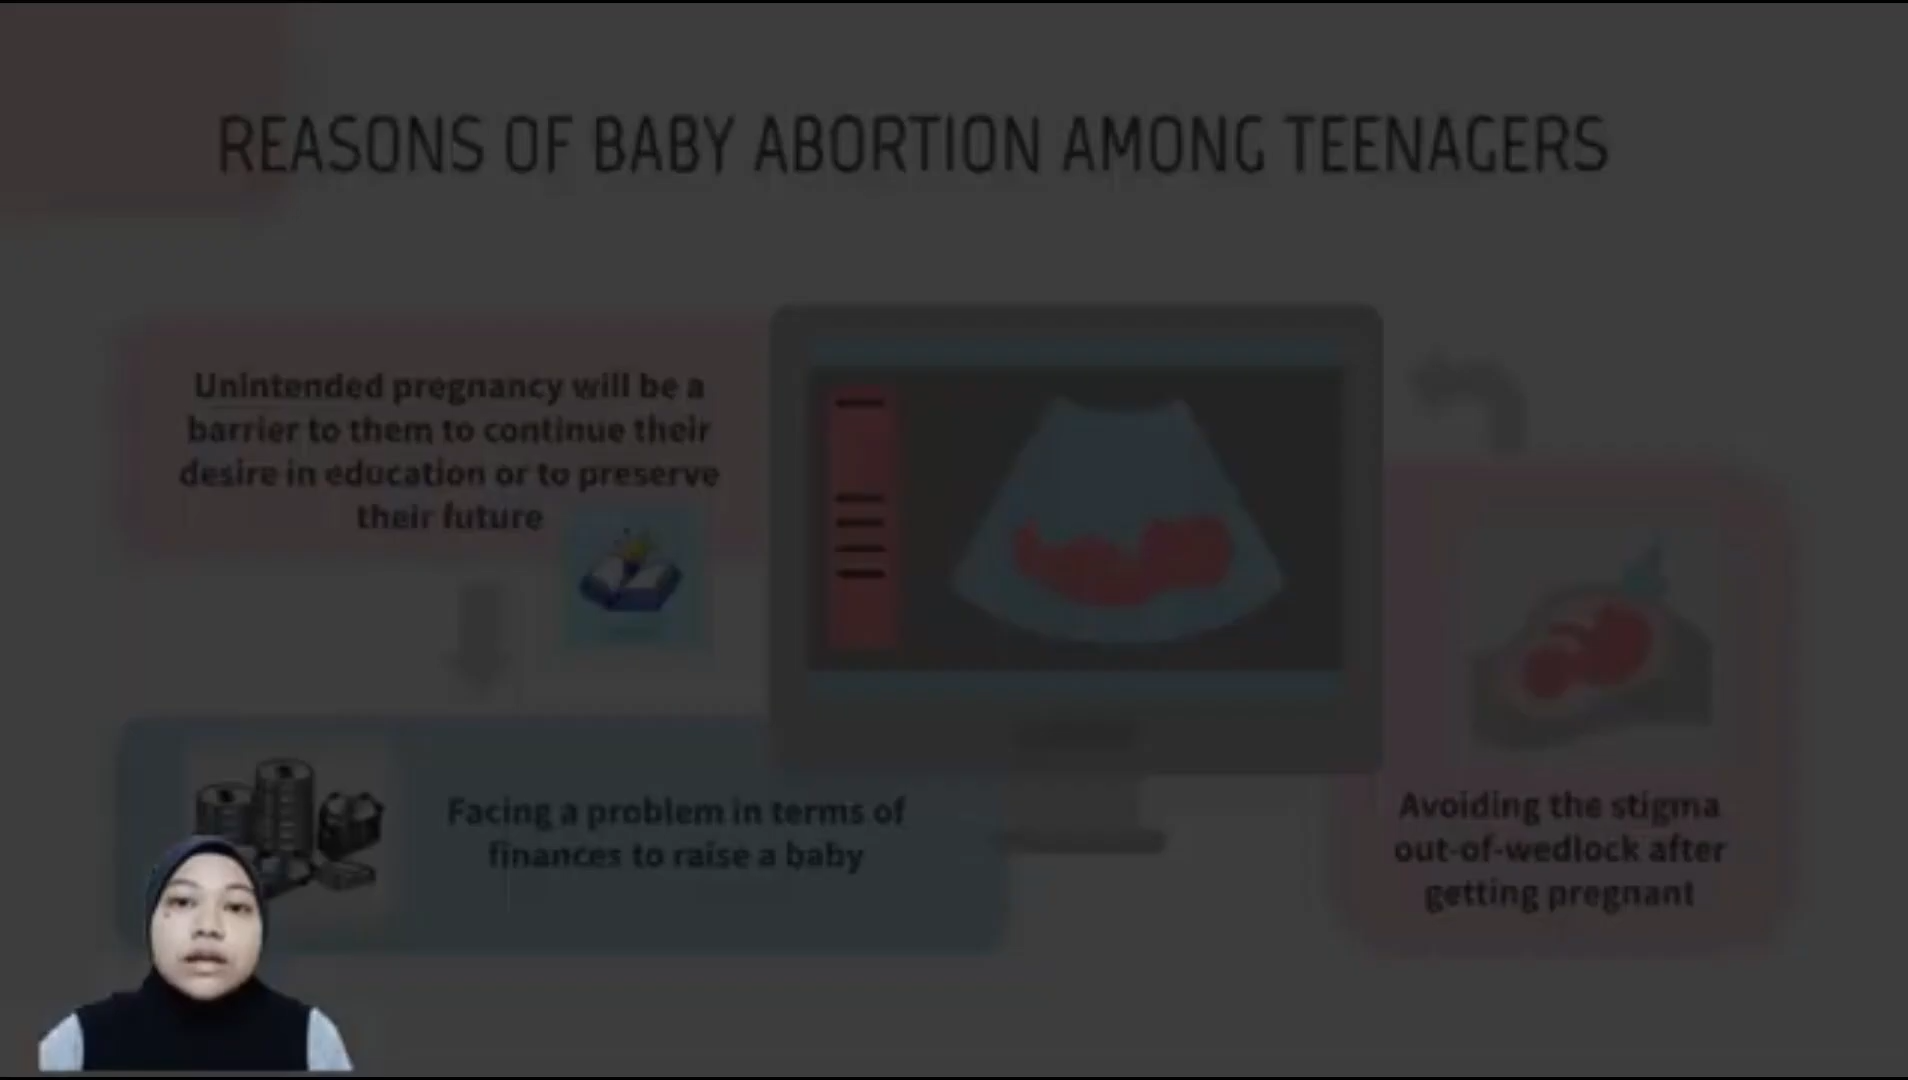 REASONS OF BABY ABORTION AMONG TEENAGERS
Unintended pregnancy will be a
barrier to them to continue their
desire in education or to preserve
their future
Facing a problem in terms of
finances to raise a baby
Avoiding the stigma
out-of-wedlock after
getting pregnant